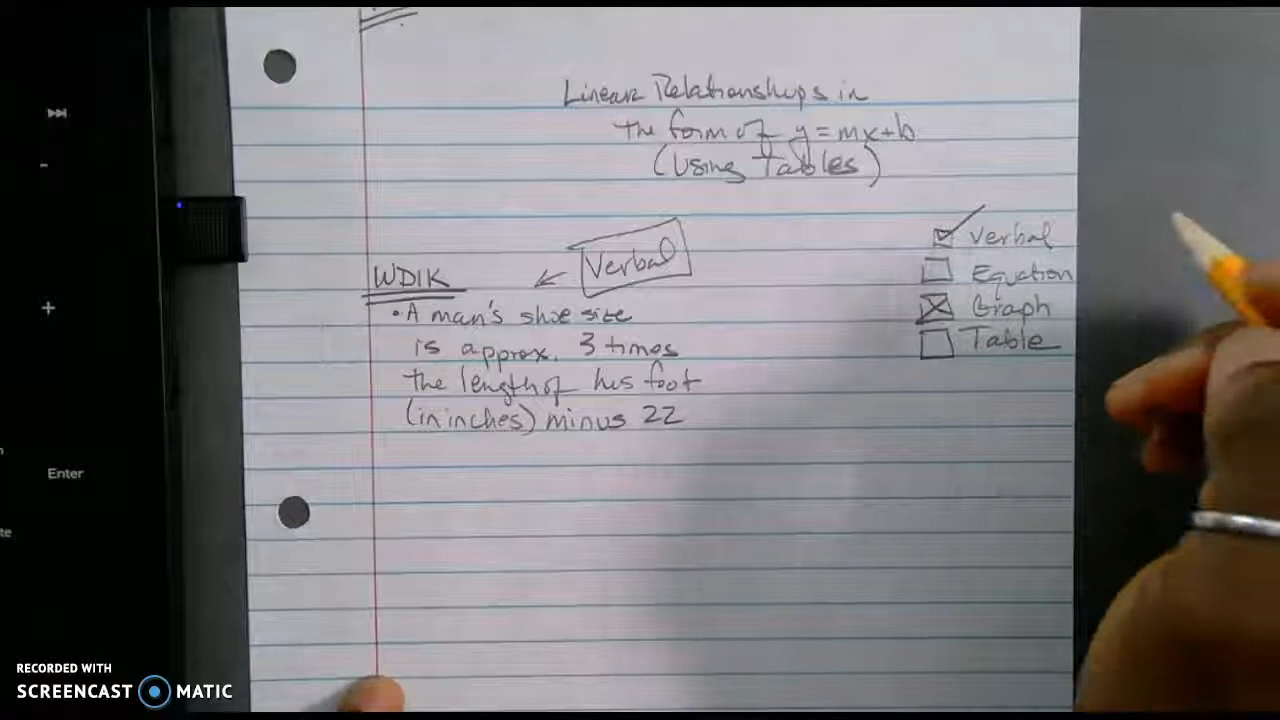 Linear Relationships in
the form of y = mx + b
(Using Tables)
Verbal
WDIK
• A man's shoe size
is approx. 3 times
the length of his foot
(in inches) minus 22
Verbal
Equation
Graph
Table
Enter
RECORDED WITH
SCREENCAST MATIC